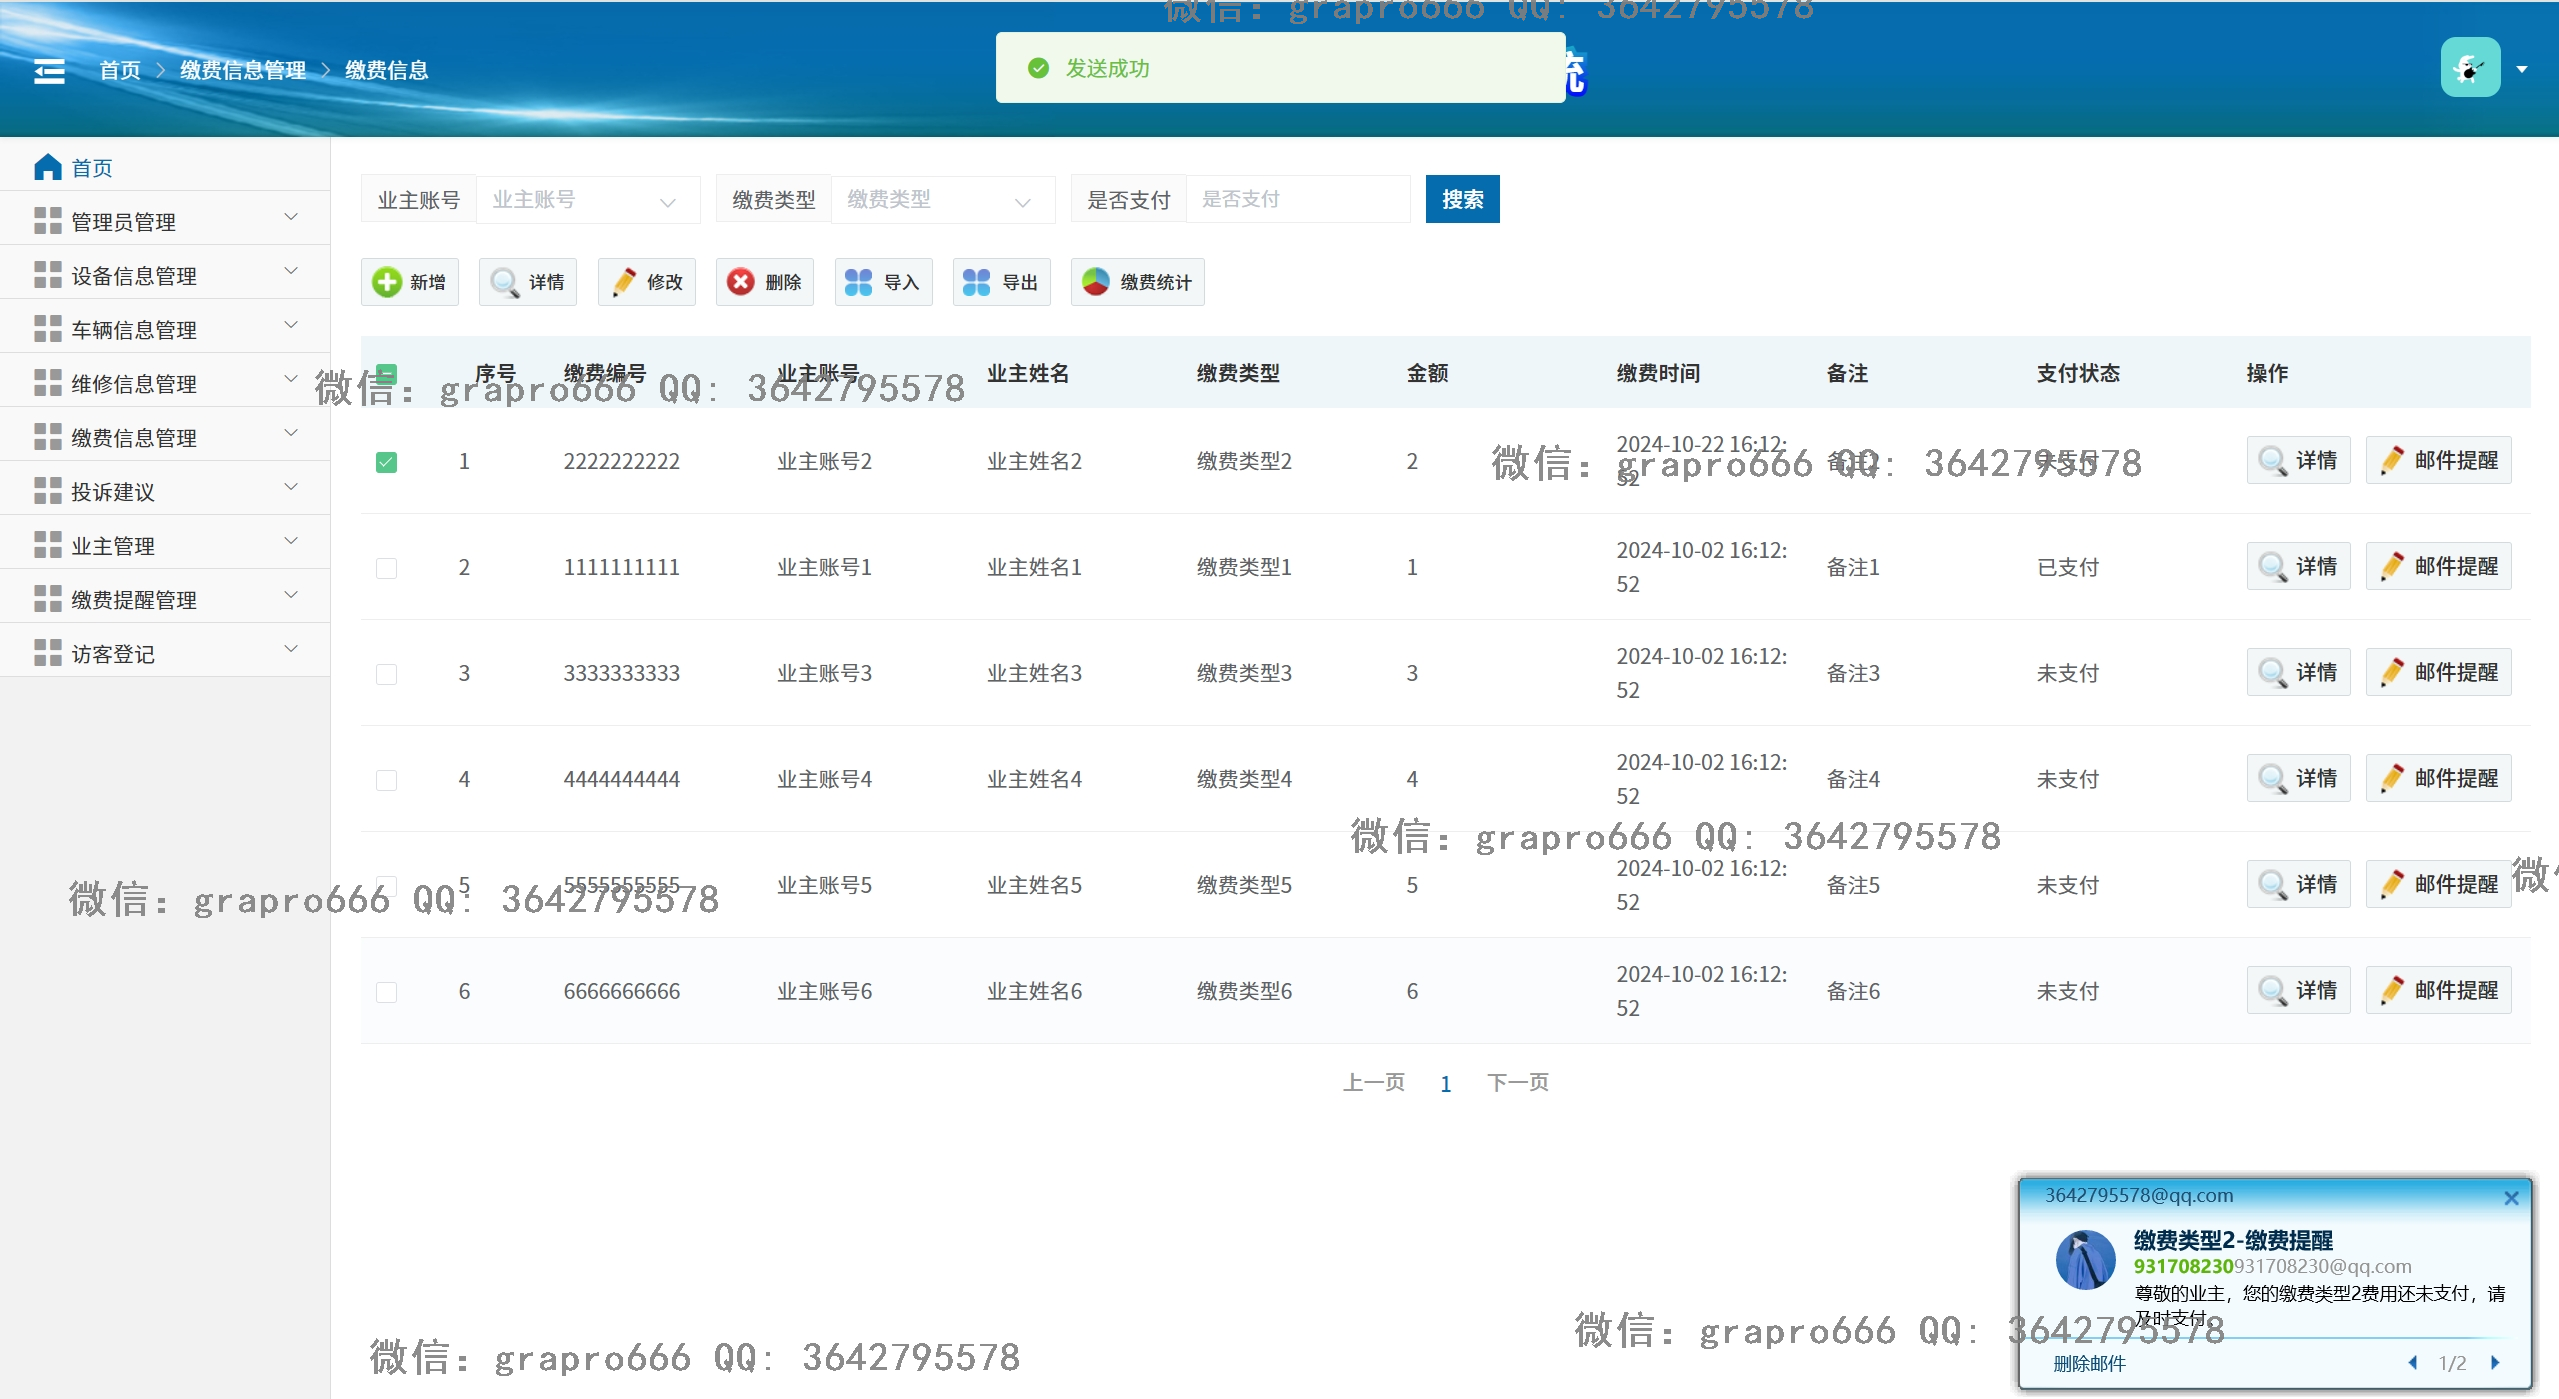 微信: grapro666 QQ: 3642795578
首页 > 缴费信息管理 > 缴费信息
发送成功
统
首页
管理员管理
设备信息管理
车辆信息管理
维修信息管理
缴费信息管理
投诉建议
业主管理
缴费提醒管理
访客登记
业主账号 业主账号 缴费类型 缴费类型 是否支付 是否支付 搜索
新增 详情 修改 删除 导入 导出 缴费统计
序号 缴费编号 业主账号 业主姓名 缴费类型 金额 缴费时间 备注 支付状态 操作
微信: grapro666 QQ: 3642795578
1 2222222222 业主账号2 业主姓名2 缴费类型2 2 2024-10-22 16:12:52 备注2 未支付 详情 邮件提醒
微信: grapro666 QQ: 3642795578
2 1111111111 业主账号1 业主姓名1 缴费类型1 1 2024-10-02 16:12:52 备注1 已支付 详情 邮件提醒
3 3333333333 业主账号3 业主姓名3 缴费类型3 3 2024-10-02 16:12:52 备注3 未支付 详情 邮件提醒
4 4444444444 业主账号4 业主姓名4 缴费类型4 4 2024-10-02 16:12:52 备注4 未支付 详情 邮件提醒
微信: grapro666 QQ: 3642795578
5 5555555555 业主账号5 业主姓名5 缴费类型5 5 2024-10-02 16:12:52 备注5 未支付 详情 邮件提醒
微信
微信: grapro666 QQ: 3642795578
6 6666666666 业主账号6 业主姓名6 缴费类型6 6 2024-10-02 16:12:52 备注6 未支付 详情 邮件提醒
上一页 1 下一页
3642795578@qq.com
缴费类型2-缴费提醒
931708230931708230@qq.com
尊敬的业主，您的缴费类型2费用还未支付，请
及时支付。
微信: grapro666 QQ: 3642795578
微信: grapro666 QQ: 3642795578
删除邮件 1/2